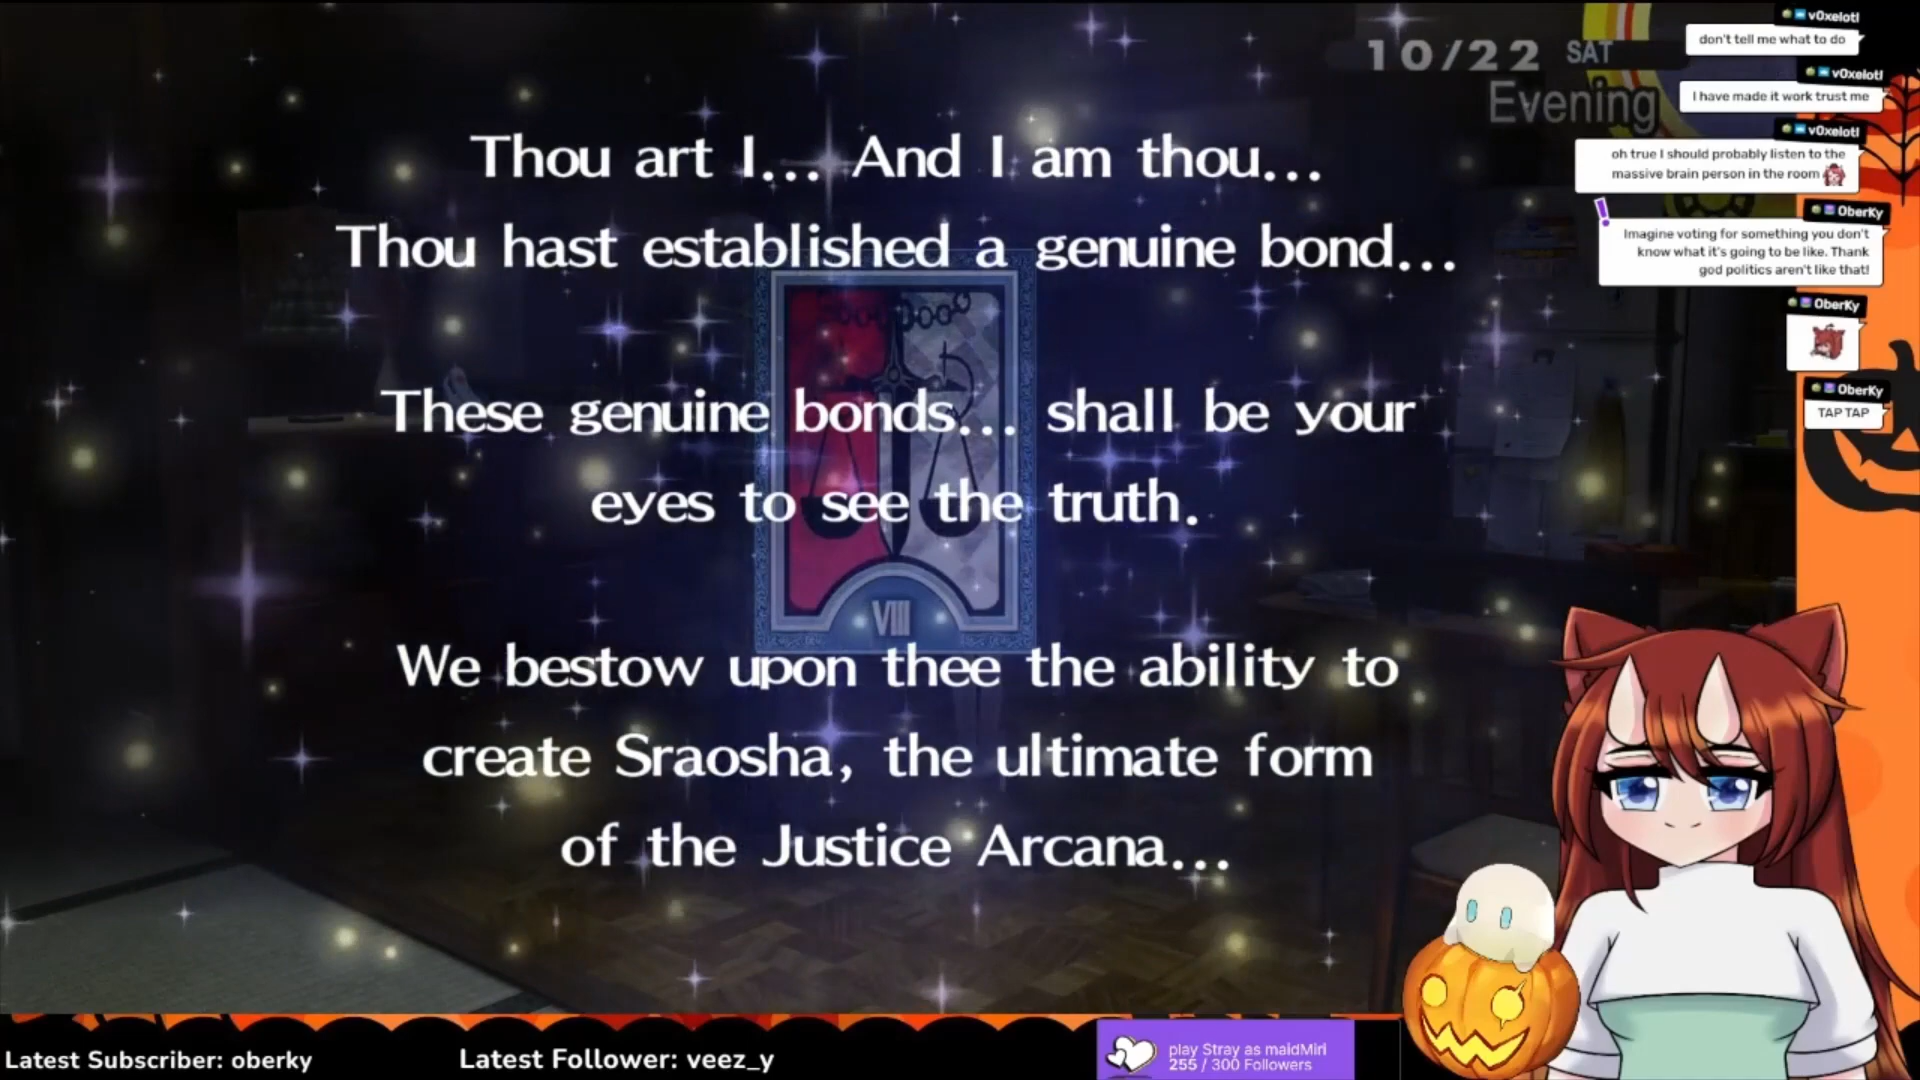 10/22 SAT
Evening
Thou art I... And I am thou...
Thou hast established a genuine bond...
These genuine bonds... shall be your
eyes to see the truth.
VIII
We bestow upon thee the ability to
create Sraosha, the ultimate form
of the Justice Arcana...
v0xelotl
don't tell me what to do
v0xelotl
I have made it work trust me
v0xelotl
oh true I should probably listen to the
massive brain person in the room
OberKy
Imagine voting for something you don't
know what it's going to be like. Thank
god politics aren't like that!
OberKy
OberKy
TAP TAP
Latest Subscriber: oberky
Latest Follower: veez_y
play Stray as maidMiri
255 / 300 Followers